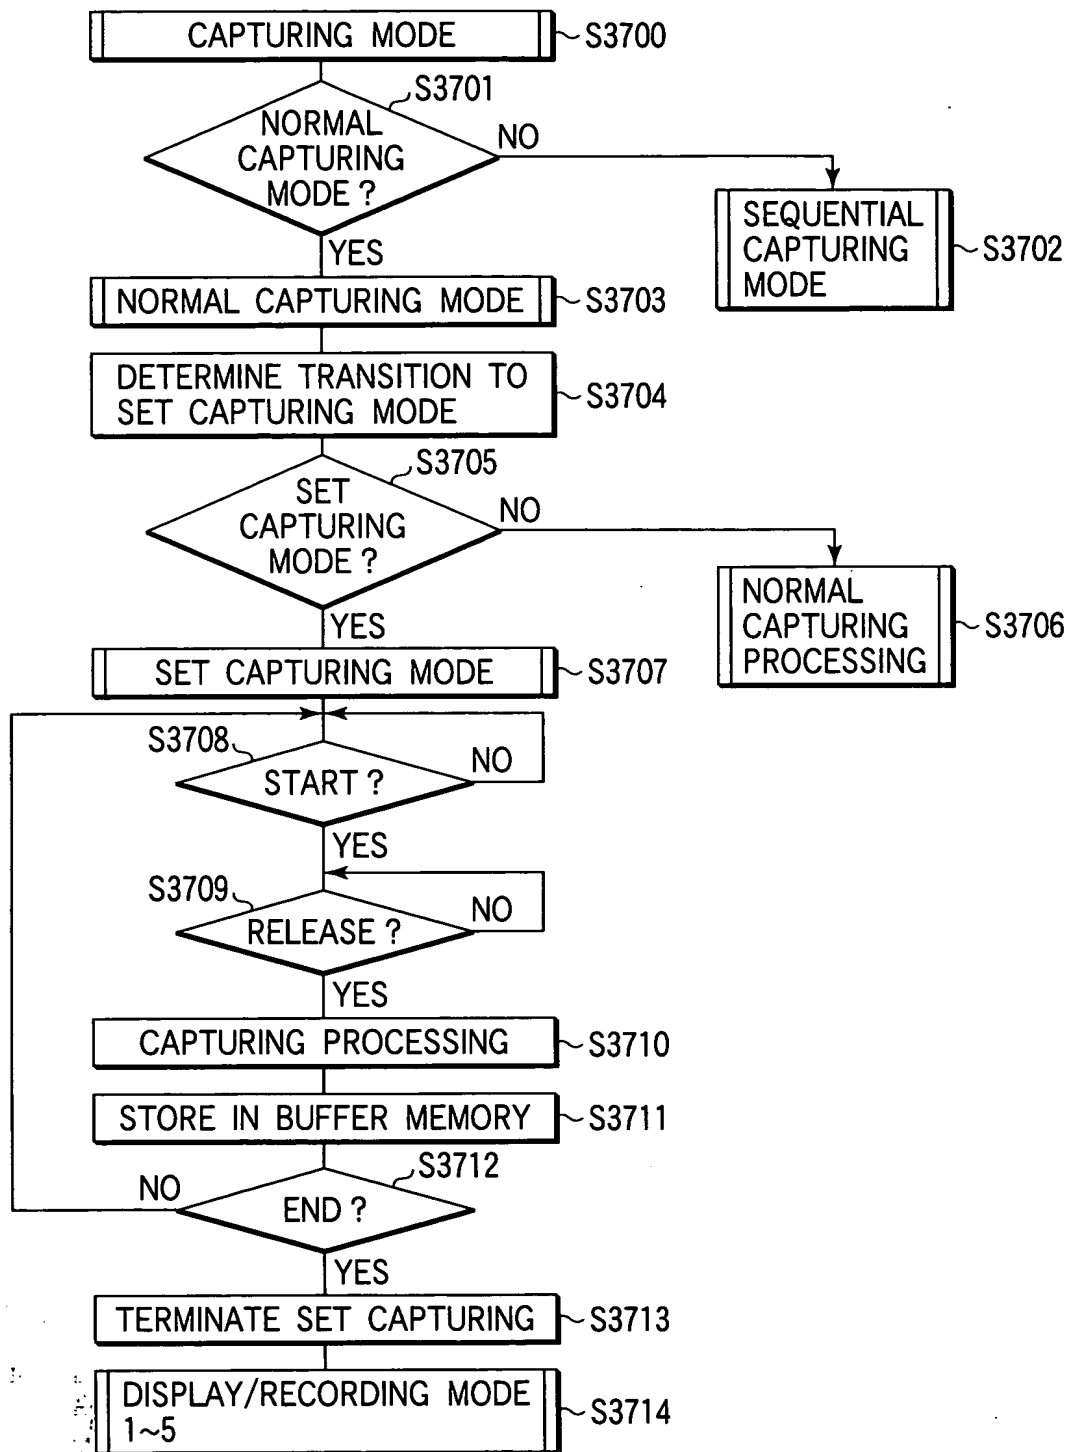 CAPTURING MODE
S3700
S3701
NORMAL
CAPTURING
MODE ?
NO
SEQUENTIAL
CAPTURING
MODE
S3702
YES
NORMAL CAPTURING MODE
S3703
DETERMINE TRANSITION TO
SET CAPTURING MODE
S3704
S3705
SET
CAPTURING
MODE ?
NO
NORMAL
CAPTURING
PROCESSING
S3706
YES
SET CAPTURING MODE
S3707
S3708
START ?
NO
YES
S3709
RELEASE ?
NO
YES
CAPTURING PROCESSING
S3710
STORE IN BUFFER MEMORY
S3711
S3712
NO
END ?
YES
TERMINATE SET CAPTURING
S3713
DISPLAY/RECORDING MODE
1~5
S3714